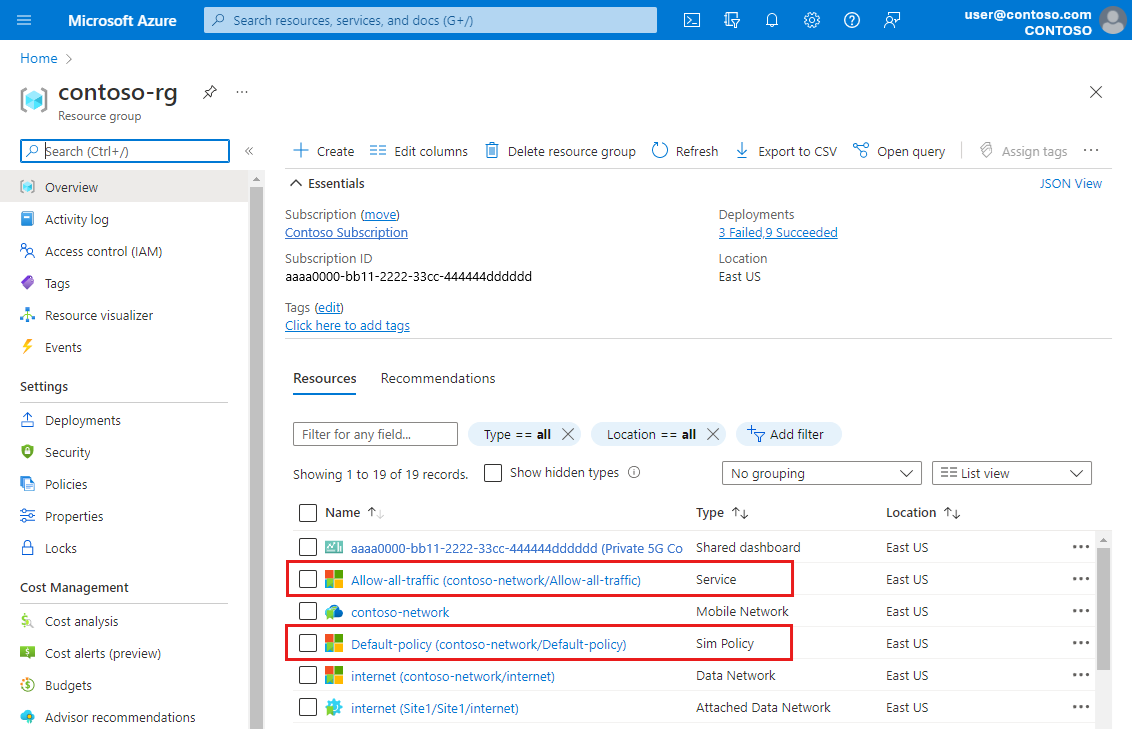 Microsoft Azure
Search resources, services, and docs (G+/)
user@contoso.com
CONTOSO
Home
contoso-rg
Resource group
Search (Ctrl+/)
Overview
Activity log
Access control (IAM)
Tags
Resource visualizer
Events
Settings
Deployments
Security
Policies
Properties
Locks
Cost Management
Cost analysis
Cost alerts (preview)
Budgets
Advisor recommendations
Create Edit columns Delete resource group Refresh Export to CSV Open query Assign tags
Essentials JSON View
Subscription (move) Deployments
Contoso Subscription 3 Failed,9 Succeeded
Subscription ID Location
aaaa0000-bb11-2222-33cc-444444dddddd East US
Tags (edit)
Click here to add tags
Resources Recommendations
Filter for any field... Type == all Location == all Add filter
Showing 1 to 19 of 19 records. Show hidden types No grouping List view
Name Type Location
aaaa0000-bb11-2222-33cc-444444dddddd (Private 5G Co Shared dashboard East US
Allow-all-traffic (contoso-network/Allow-all-traffic) Service East US
contoso-network Mobile Network East US
Default-policy (contoso-network/Default-policy) Sim Policy East US
internet (contoso-network/internet) Data Network East US
internet (Site1/Site1/internet) Attached Data Network East US